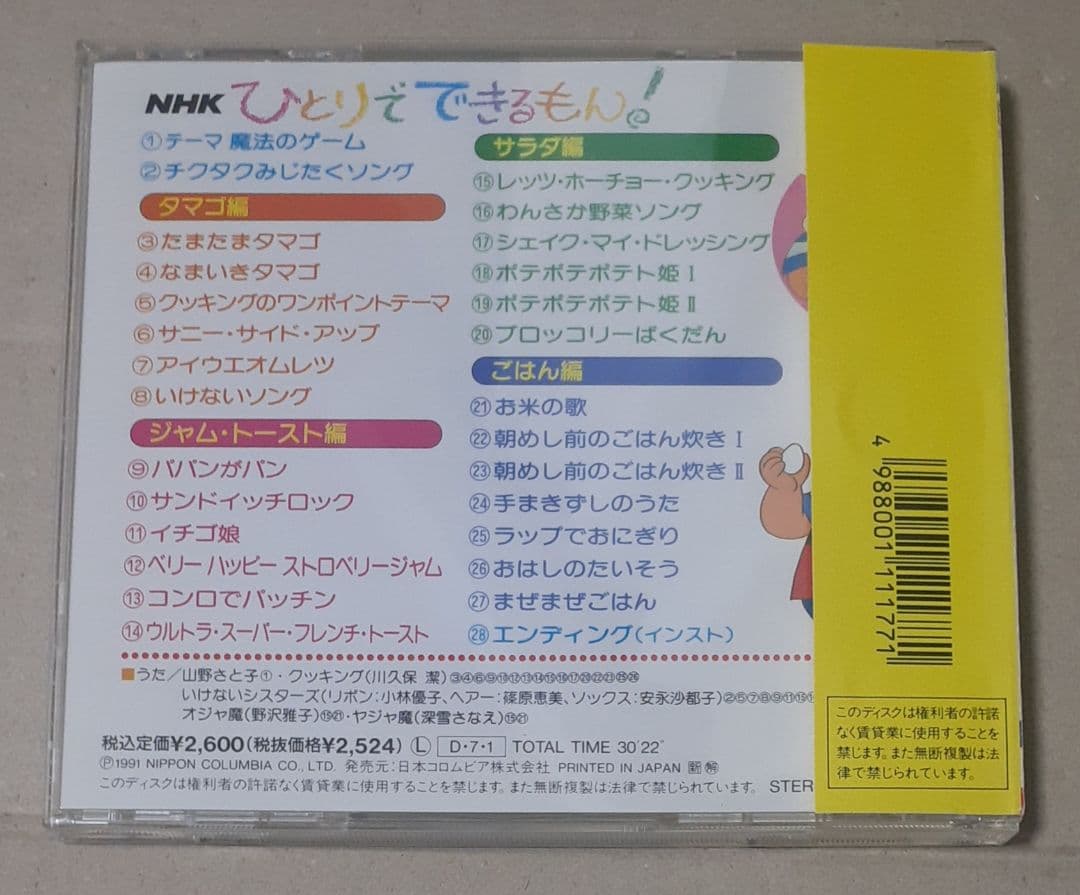 NHK ひとりでできるもん!
①テーマ 魔法のゲーム
②チクタクみじたくソング
タマゴ編
③たまたまタマゴ
④なまいきタマゴ
⑤クッキングのワンポイントテーマ
⑥サニー・サイド・アップ
⑦アイウエオムレツ
⑧いけないソング
ジャム・トースト編
⑨パパンがパン
⑩サンドイッチロック
⑪イチゴ娘
⑫ベリー ハッピー ストロベリージャム
⑬コンロでパッチン
⑭ウルトラ・スーパー・フレンチ・トースト
サラダ編
⑮レッツ・ホーチョー・クッキング
⑯わんさか野菜ソング
⑰シェイク・マイ・ドレッシング
⑱ポテポテポテト姫Ⅰ
⑲ポテポテポテト姫Ⅱ
⑳ブロッコリーばくだん
ごはん編
㉑お米の歌
㉒朝めし前のごはん炊きⅠ
㉓朝めし前のごはん炊きⅡ
㉔手まきずしのうた
㉕ラップでおにぎり
㉖おはしのたいそう
㉗まぜまぜごはん
㉘エンディング(インスト)
■うた/山野さと子①・クッキング(川久保 潔)
いけないシスターズ(リボン:小林優子、ヘアー:篠原恵美、ソックス:安永沙都子)
オジャ魔(野沢雅子)⑲㉑・ヤジャ魔(深雪さなえ)⑲㉑
税込定価¥2,600(税抜価格¥2,524) Ⓛ D・7・1 TOTAL TIME 30'22"
Ⓟ1991 NIPPON COLUMBIA CO., LTD. 発売元:日本コロムビア株式会社 PRINTED IN JAPAN
このディスクは権利者の許諾なく賃貸業に使用することを禁じます。また無断複製は法律で禁じられています。 STER
4 988001 111771
このディスクは権利者の許諾
なく賃貸業に使用することを
禁じます。また無断複製は法
律で禁じられています。